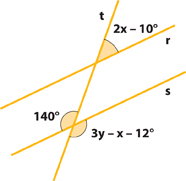 t
2x – 10°
r
s
140°
3y – x – 12°